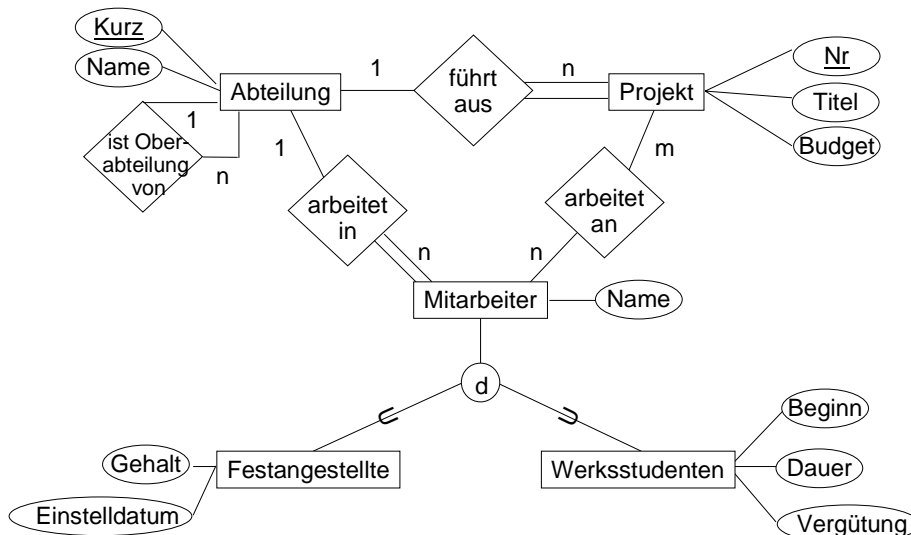 Kurz
Name
Abteilung
1
führt
aus
n
Projekt
Nr
Titel
Budget
1
ist Ober-
abteilung
von
n
1
arbeitet
in
n
m
arbeitet
an
n
Mitarbeiter
Name
d
Festangestellte
Gehalt
Einstelldatum
Werksstudenten
Beginn
Dauer
Vergütung